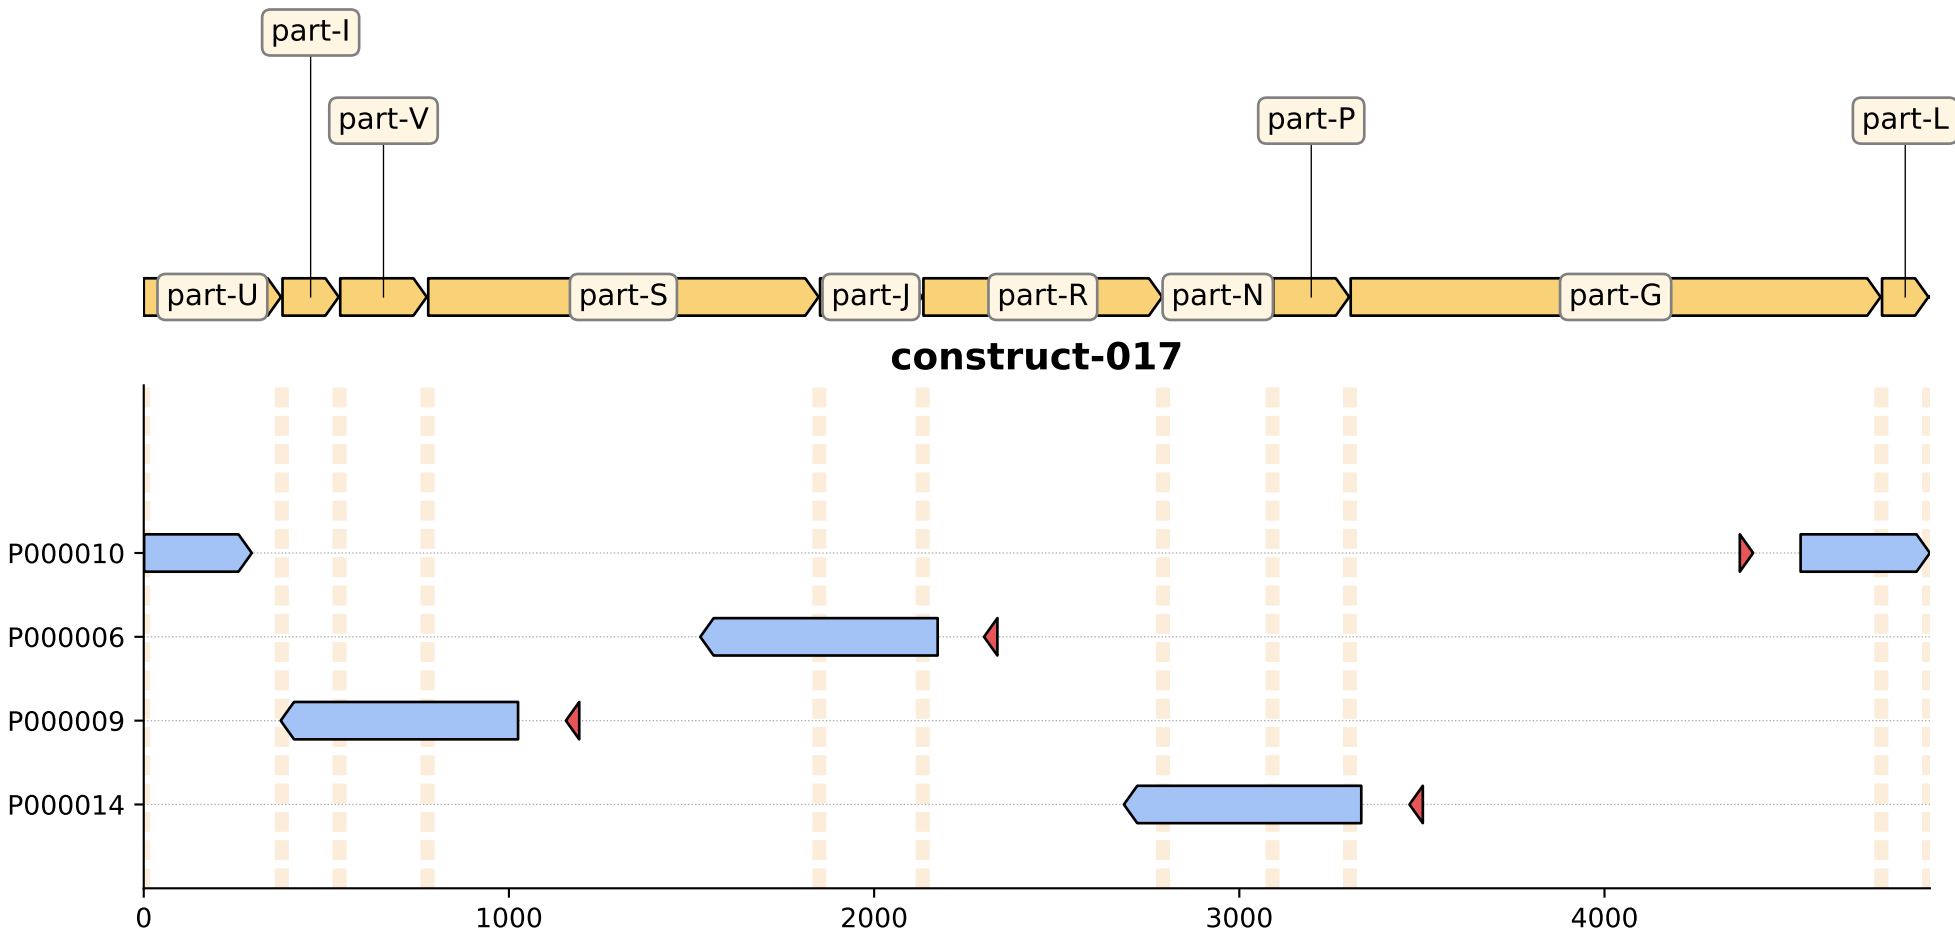 part-I
part-V
part-P
part-L
part-U
part-S
part-J
part-R
part-N
part-G
construct-017
P000010
P000006
P000009
P000014
0 1000 2000 3000 4000